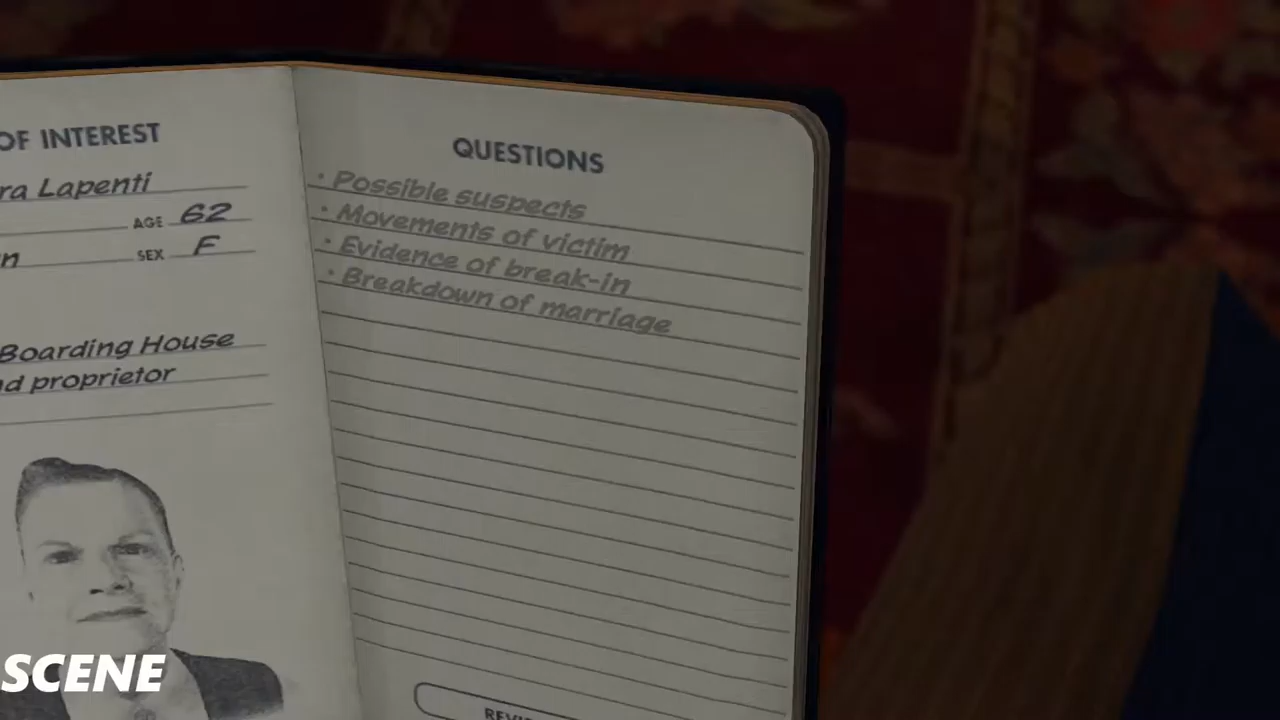 OF INTEREST
ra Lapenti
AGE 62
n SEX F
Boarding House
nd proprietor
QUESTIONS
· Possible suspects
· Movements of victim
· Evidence of break-in
· Breakdown of marriage
SCENE